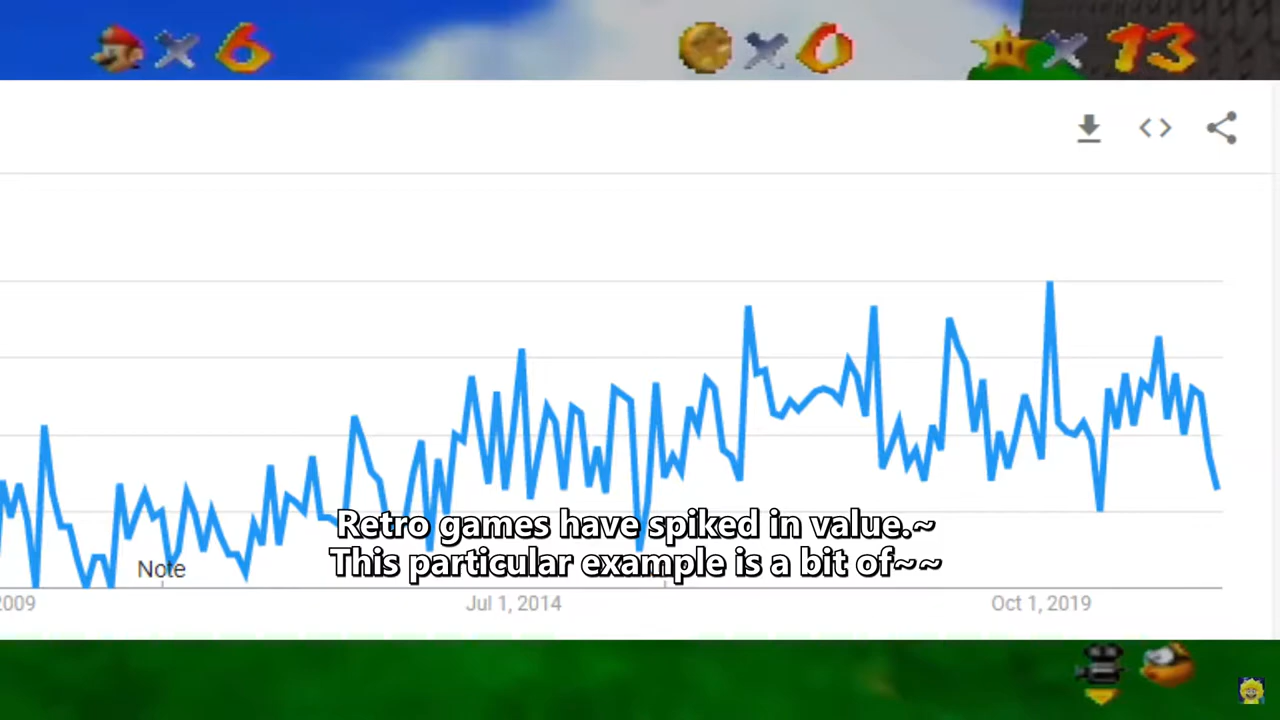 × 6 × 0 × 13
Note
Retro games have spiked in value.~
This particular example is a bit of~~
2009 Jul 1, 2014 Oct 1, 2019